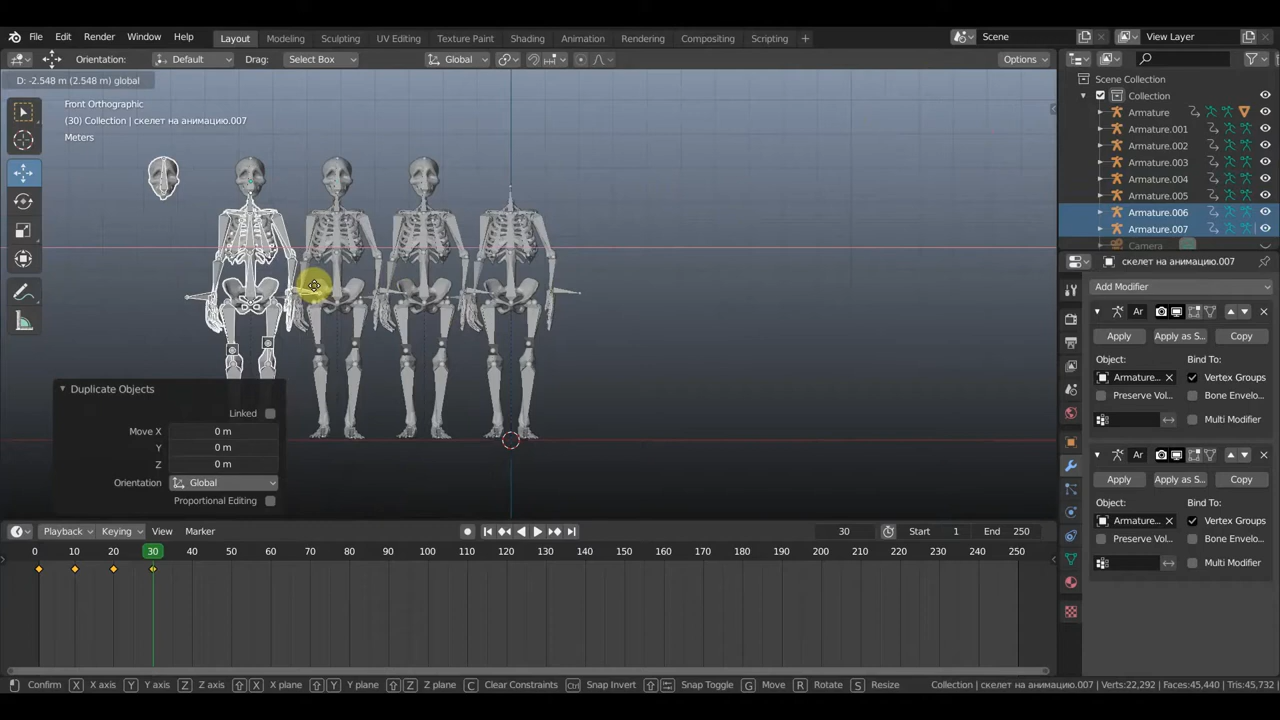 File Edit Render Window Help Layout Modeling Sculpting UV Editing Texture Paint Shading Animation Rendering Compositing Scripting + Scene View Layer
Orientation: Default Drag: Select Box Global Options
D: -2.548 m (2.548 m) global
Front Orthographic
(30) Collection | скелет на анимацию.007
Meters
Scene Collection
Collection
Armature
Armature.001
Armature.002
Armature.003
Armature.004
Armature.005
Armature.006
Armature.007
Camera
скелет на анимацию.007
Add Modifier
Ar
Apply Apply as S... Copy
Object: Bind To:
Armature... Vertex Groups
Preserve Vol... Bone Envelo...
Multi Modifier
Ar
Apply Apply as S... Copy
Object: Bind To:
Armature... Vertex Groups
Preserve Vol... Bone Envelo...
Multi Modifier
Duplicate Objects
Linked
Move X 0 m
Y 0 m
Z 0 m
Orientation Global
Proportional Editing
Playback Keying View Marker 30 Start 1 End 250
0 10 20 30 40 50 60 70 80 90 100 110 120 130 140 150 160 170 180 190 200 210 220 230 240 250
Confirm X X axis Y Y axis Z Z axis X X plane Y Y plane Z Z plane C Clear Constraints Ctrl Snap Invert Snap Toggle G Move R Rotate S Resize Collection | скелет на анимацию.007 | Verts:22,292 | Faces:45,440 | Tris:45,732